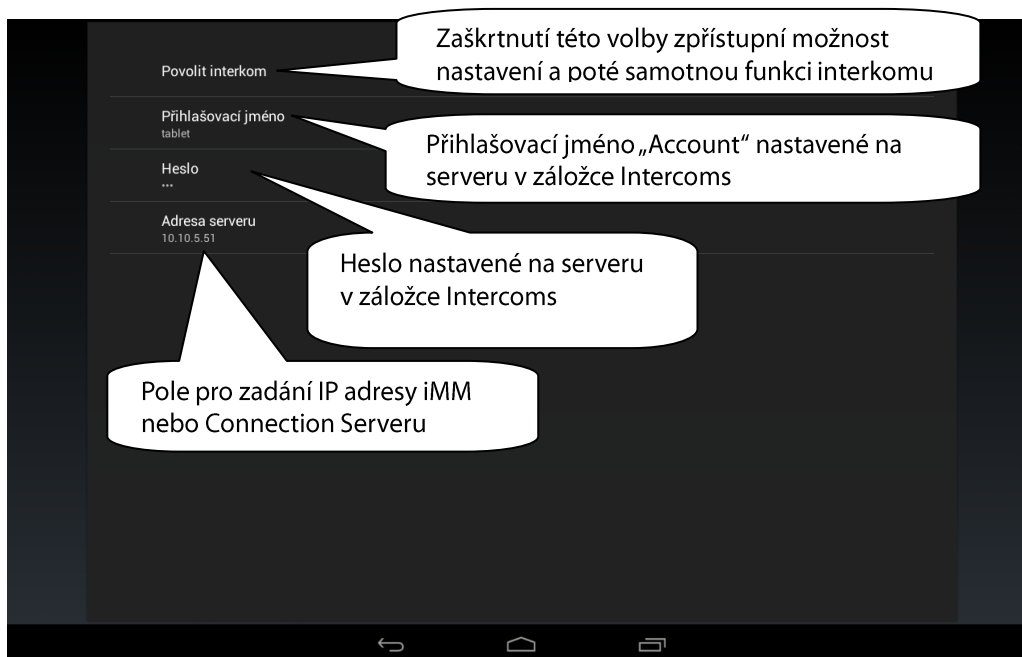 Zaškrtnutí této volby zpřístupní možnost
nastavení a poté samotnou funkci interkomu
Povolit interkom
Přihlašovací jméno
tablet
Přihlašovací jméno „Account“ nastavené na
serveru v záložce Intercoms
Heslo
•••
Adresa serveru
10.10.5.51
Heslo nastavené na serveru
v záložce Intercoms
Pole pro zadání IP adresy iMM
nebo Connection Serveru